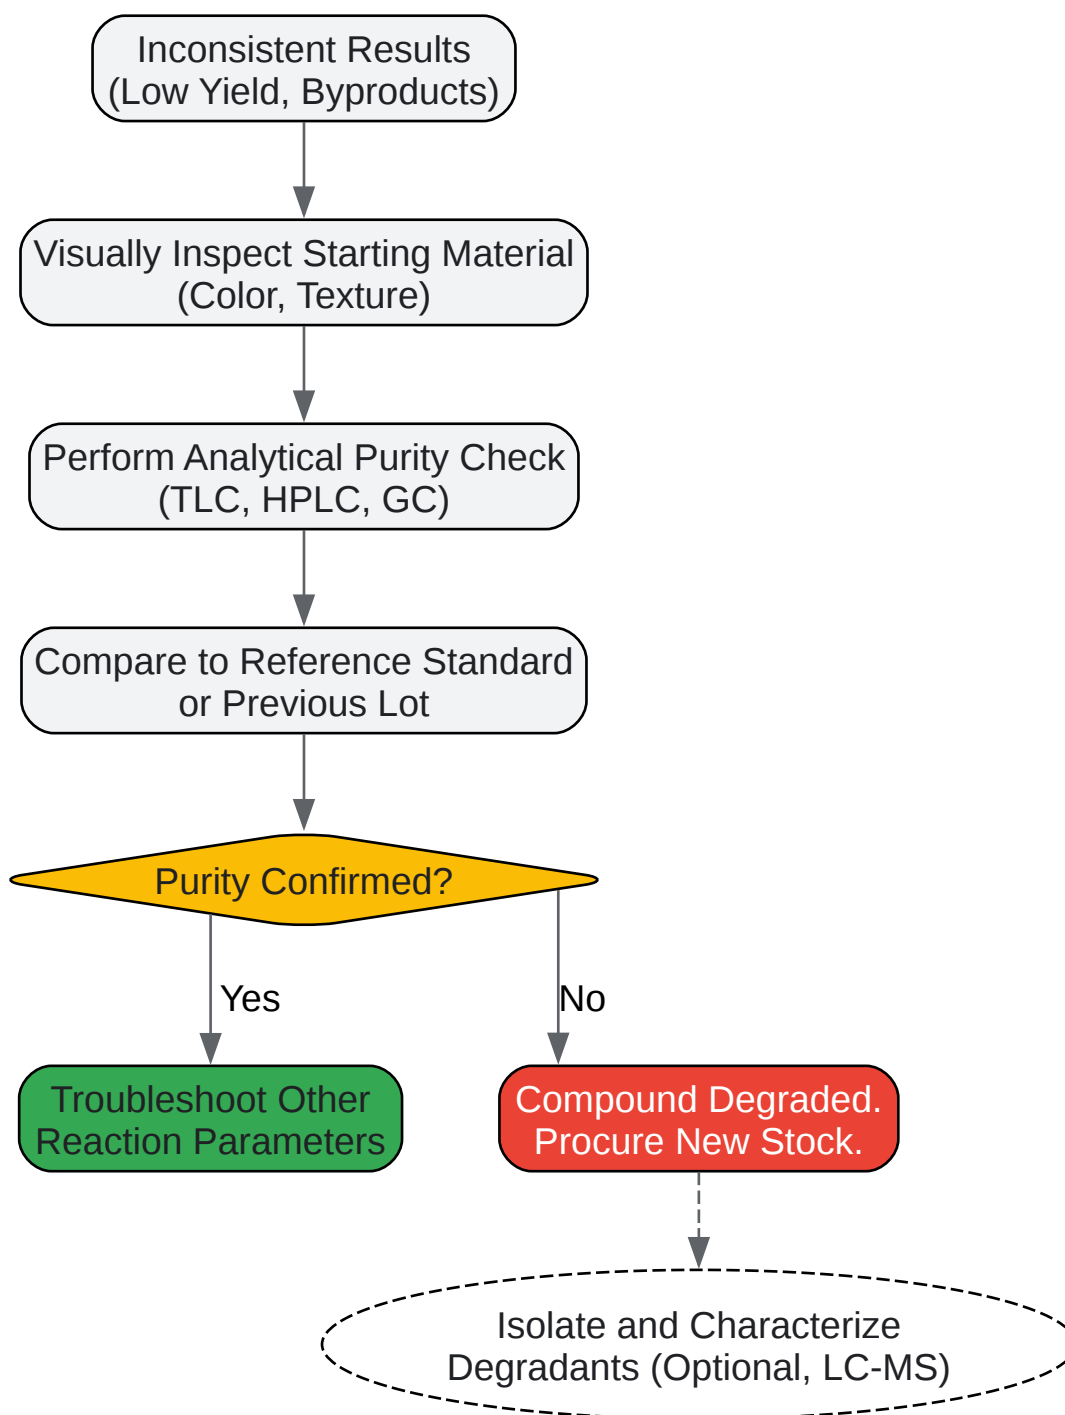 Inconsistent Results
(Low Yield, Byproducts)
Visually Inspect Starting Material
(Color, Texture)
Perform Analytical Purity Check
(TLC, HPLC, GC)
Compare to Reference Standard
or Previous Lot
Purity Confirmed?
Yes
No
Troubleshoot Other
Reaction Parameters
Compound Degraded.
Procure New Stock.
Isolate and Characterize
Degradants (Optional, LC-MS)